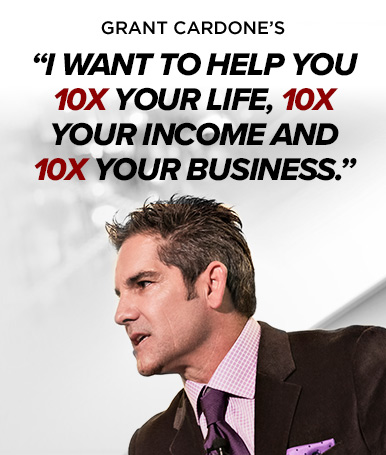 GRANT CARDONE’S
“I WANT TO HELP YOU
10X YOUR LIFE, 10X
YOUR INCOME AND
10X YOUR BUSINESS.”